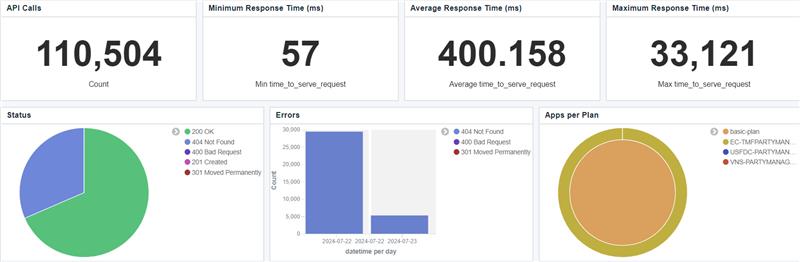 API Calls
110,504
Count
Minimum Response Time (ms)
57
Min time_to_serve_request
Average Response Time (ms)
400.158
Average time_to_serve_request
Maximum Response Time (ms)
33,121
Max time_to_serve_request
Status
200 OK
404 Not Found
400 Bad Request
201 Created
301 Moved Permanently
Errors
30,000
25,000
20,000
15,000
10,000
5,000
0
Count
2024-07-22 2024-07-22 2024-07-23
datetime per day
404 Not Found
400 Bad Request
301 Moved Permanently
Apps per Plan
basic-plan
EC-TMFPARTYMAN...
USFDC-PARTYMAN...
VNS-PARTYMANAG...